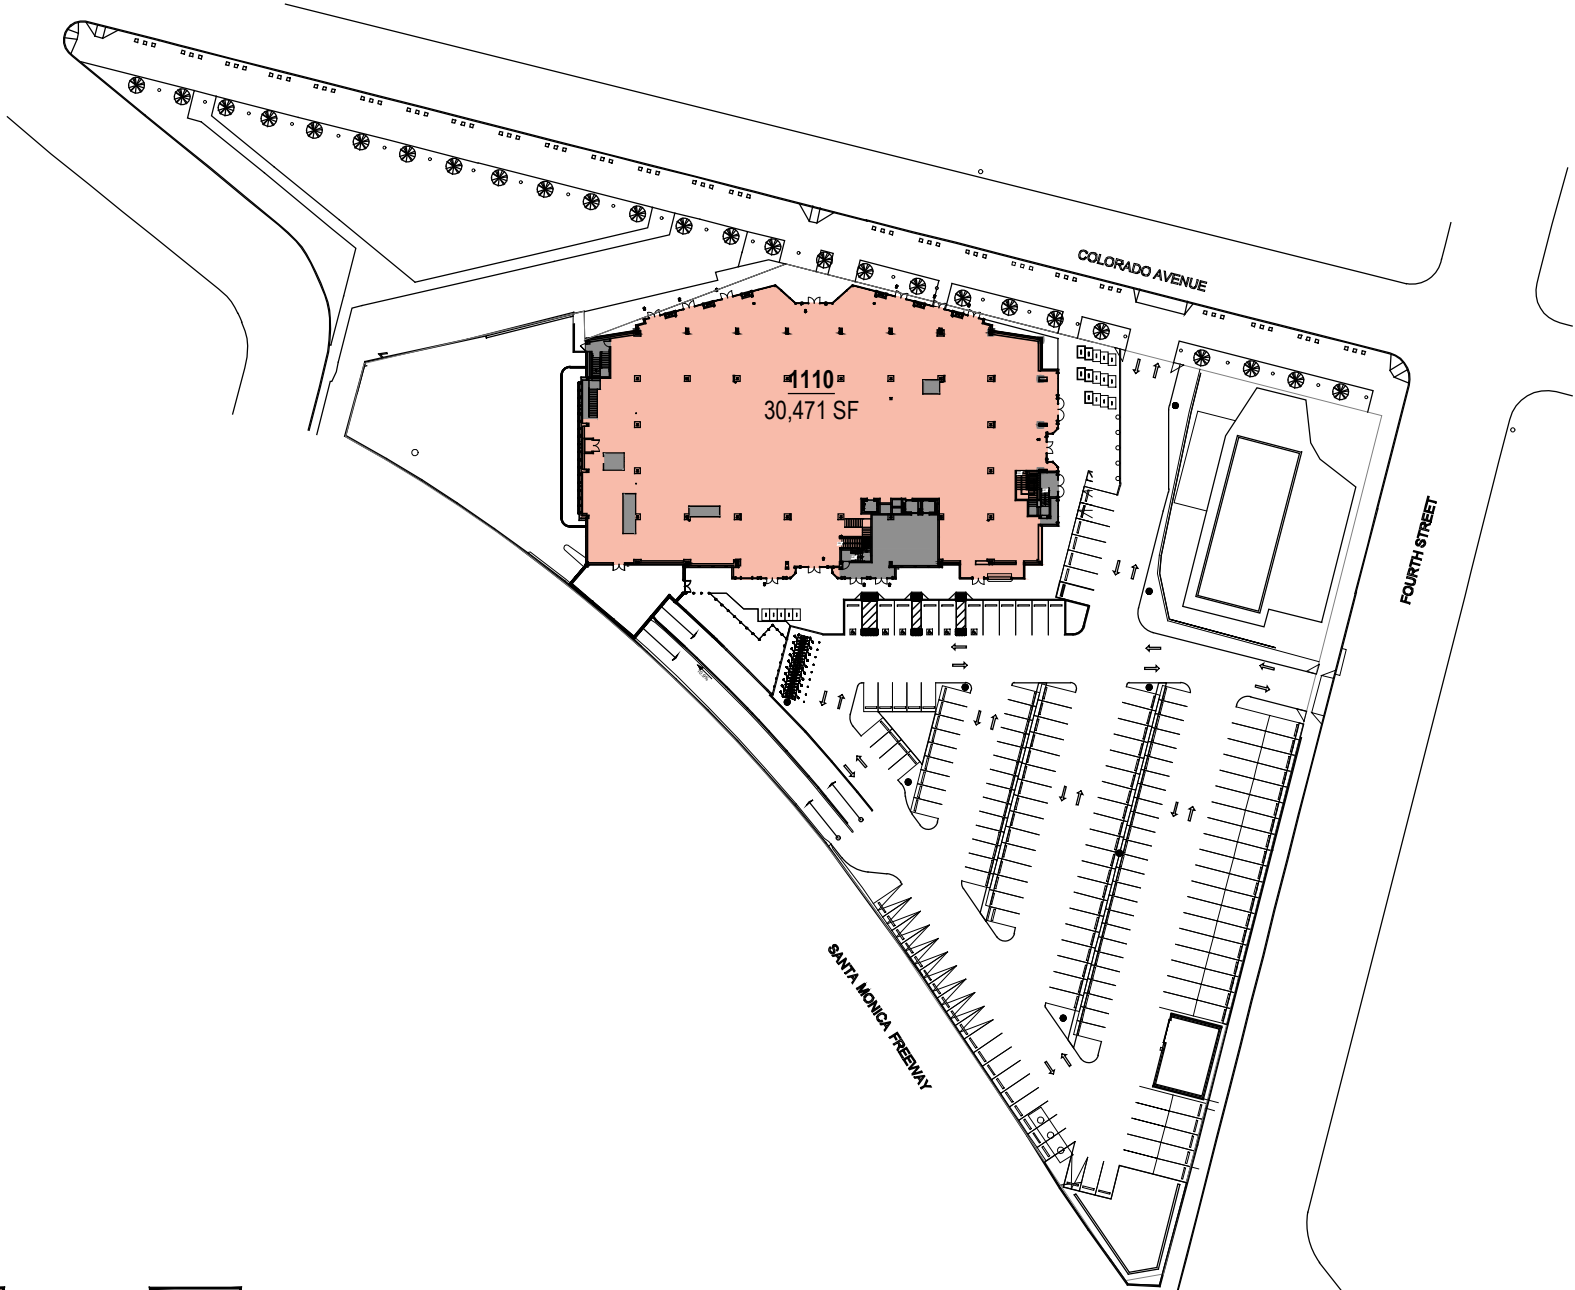 COLORADO AVENUE
1110
30,471 SF
FOURTH STREET
SANTA MONICA FREEWAY